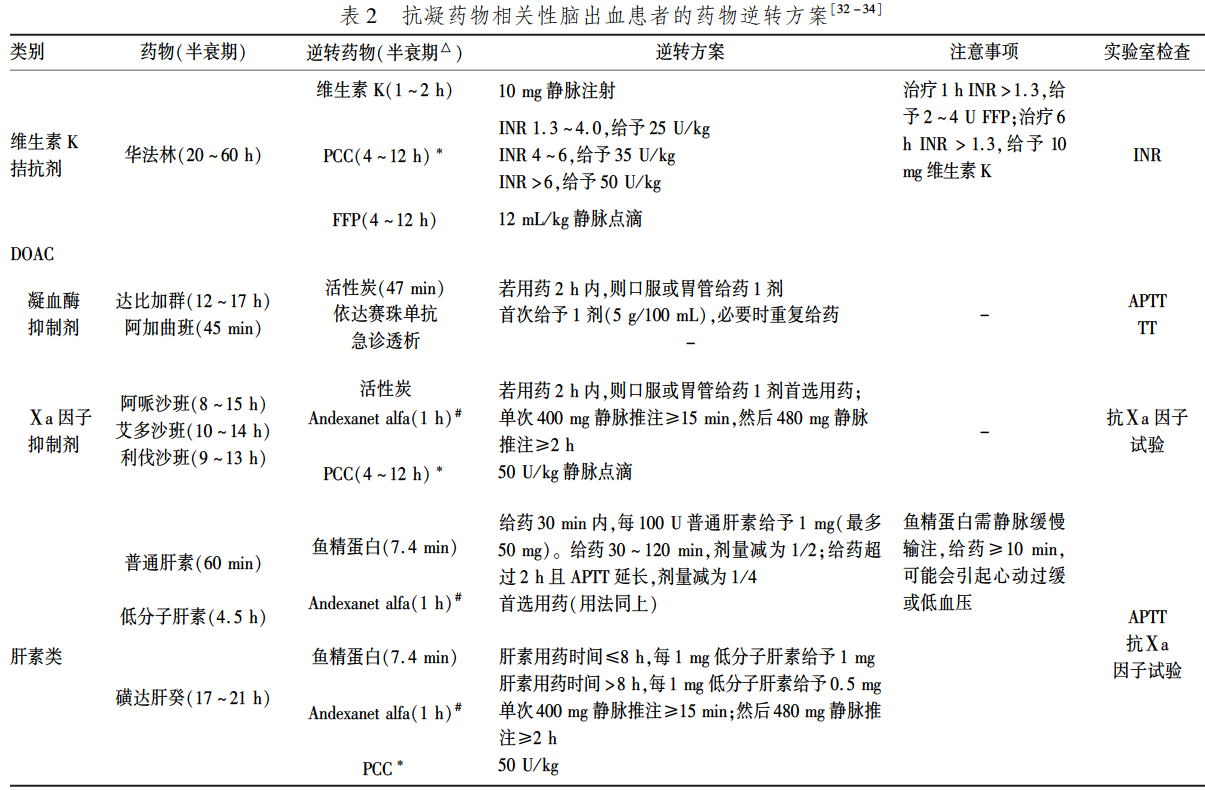 表 2 抗凝药物相关性脑出血患者的药物逆转方案[32-34]
类别 药物(半衰期) 逆转药物(半衰期△) 逆转方案 注意事项 实验室检查
维生素 K
拮抗剂
华法林(20~60 h)
维生素 K(1~2 h) 10 mg 静脉注射
PCC(4~12 h)*
INR 1.3~4.0,给予 25 U/kg
INR 4~6,给予 35 U/kg
INR >6,给予 50 U/kg
FFP(4~12 h) 12 mL/kg 静脉点滴
治疗 1 h INR >1.3,给
予 2~4 U FFP;治疗 6
h INR > 1.3, 给 予 10
mg 维生素 K
INR
DOAC
凝血酶
抑制剂
达比加群(12~17 h)
阿加曲班(45 min)
活性炭(47 min) 若用药 2 h 内,则口服或胃管给药 1 剂
依达赛珠单抗 首次给予 1 剂(5 g/100 mL),必要时重复给药
急诊透析 –
–
APTT
TT
Ⅹa 因子
抑制剂
阿哌沙班(8~15 h)
艾多沙班(10~14 h)
利伐沙班(9~13 h)
活性炭 若用药 2 h 内,则口服或胃管给药 1 剂首选用药;
Andexanet alfa(1 h)# 单次 400 mg 静脉推注≥15 min,然后 480 mg 静脉
推注≥2 h
PCC(4~12 h)* 50 U/kg 静脉点滴
–
抗Ⅹa 因子
试验
肝素类
普通肝素(60 min)
鱼精蛋白(7.4 min)
给药 30 min 内,每 100 U 普通肝素给予 1 mg(最多
50 mg)。给药 30~120 min,剂量减为 1/2;给药超
过 2 h 且 APTT 延长,剂量减为 1/4
低分子肝素(4.5 h)
Andexanet alfa(1 h)# 首选用药(用法同上)
鱼精蛋白需静脉缓慢
输注,给药≥10 min,
可能会引起心动过缓
或低血压
磺达肝癸(17~21 h)
鱼精蛋白(7.4 min) 肝素用药时间≤8 h,每 1 mg 低分子肝素给予 1 mg
肝素用药时间>8 h,每 1 mg 低分子肝素给予 0.5 mg
Andexanet alfa(1 h)# 单次 400 mg 静脉推注≥15 min;然后 480 mg 静脉推
注≥2 h
PCC* 50 U/kg
APTT
抗Ⅹa
因子试验